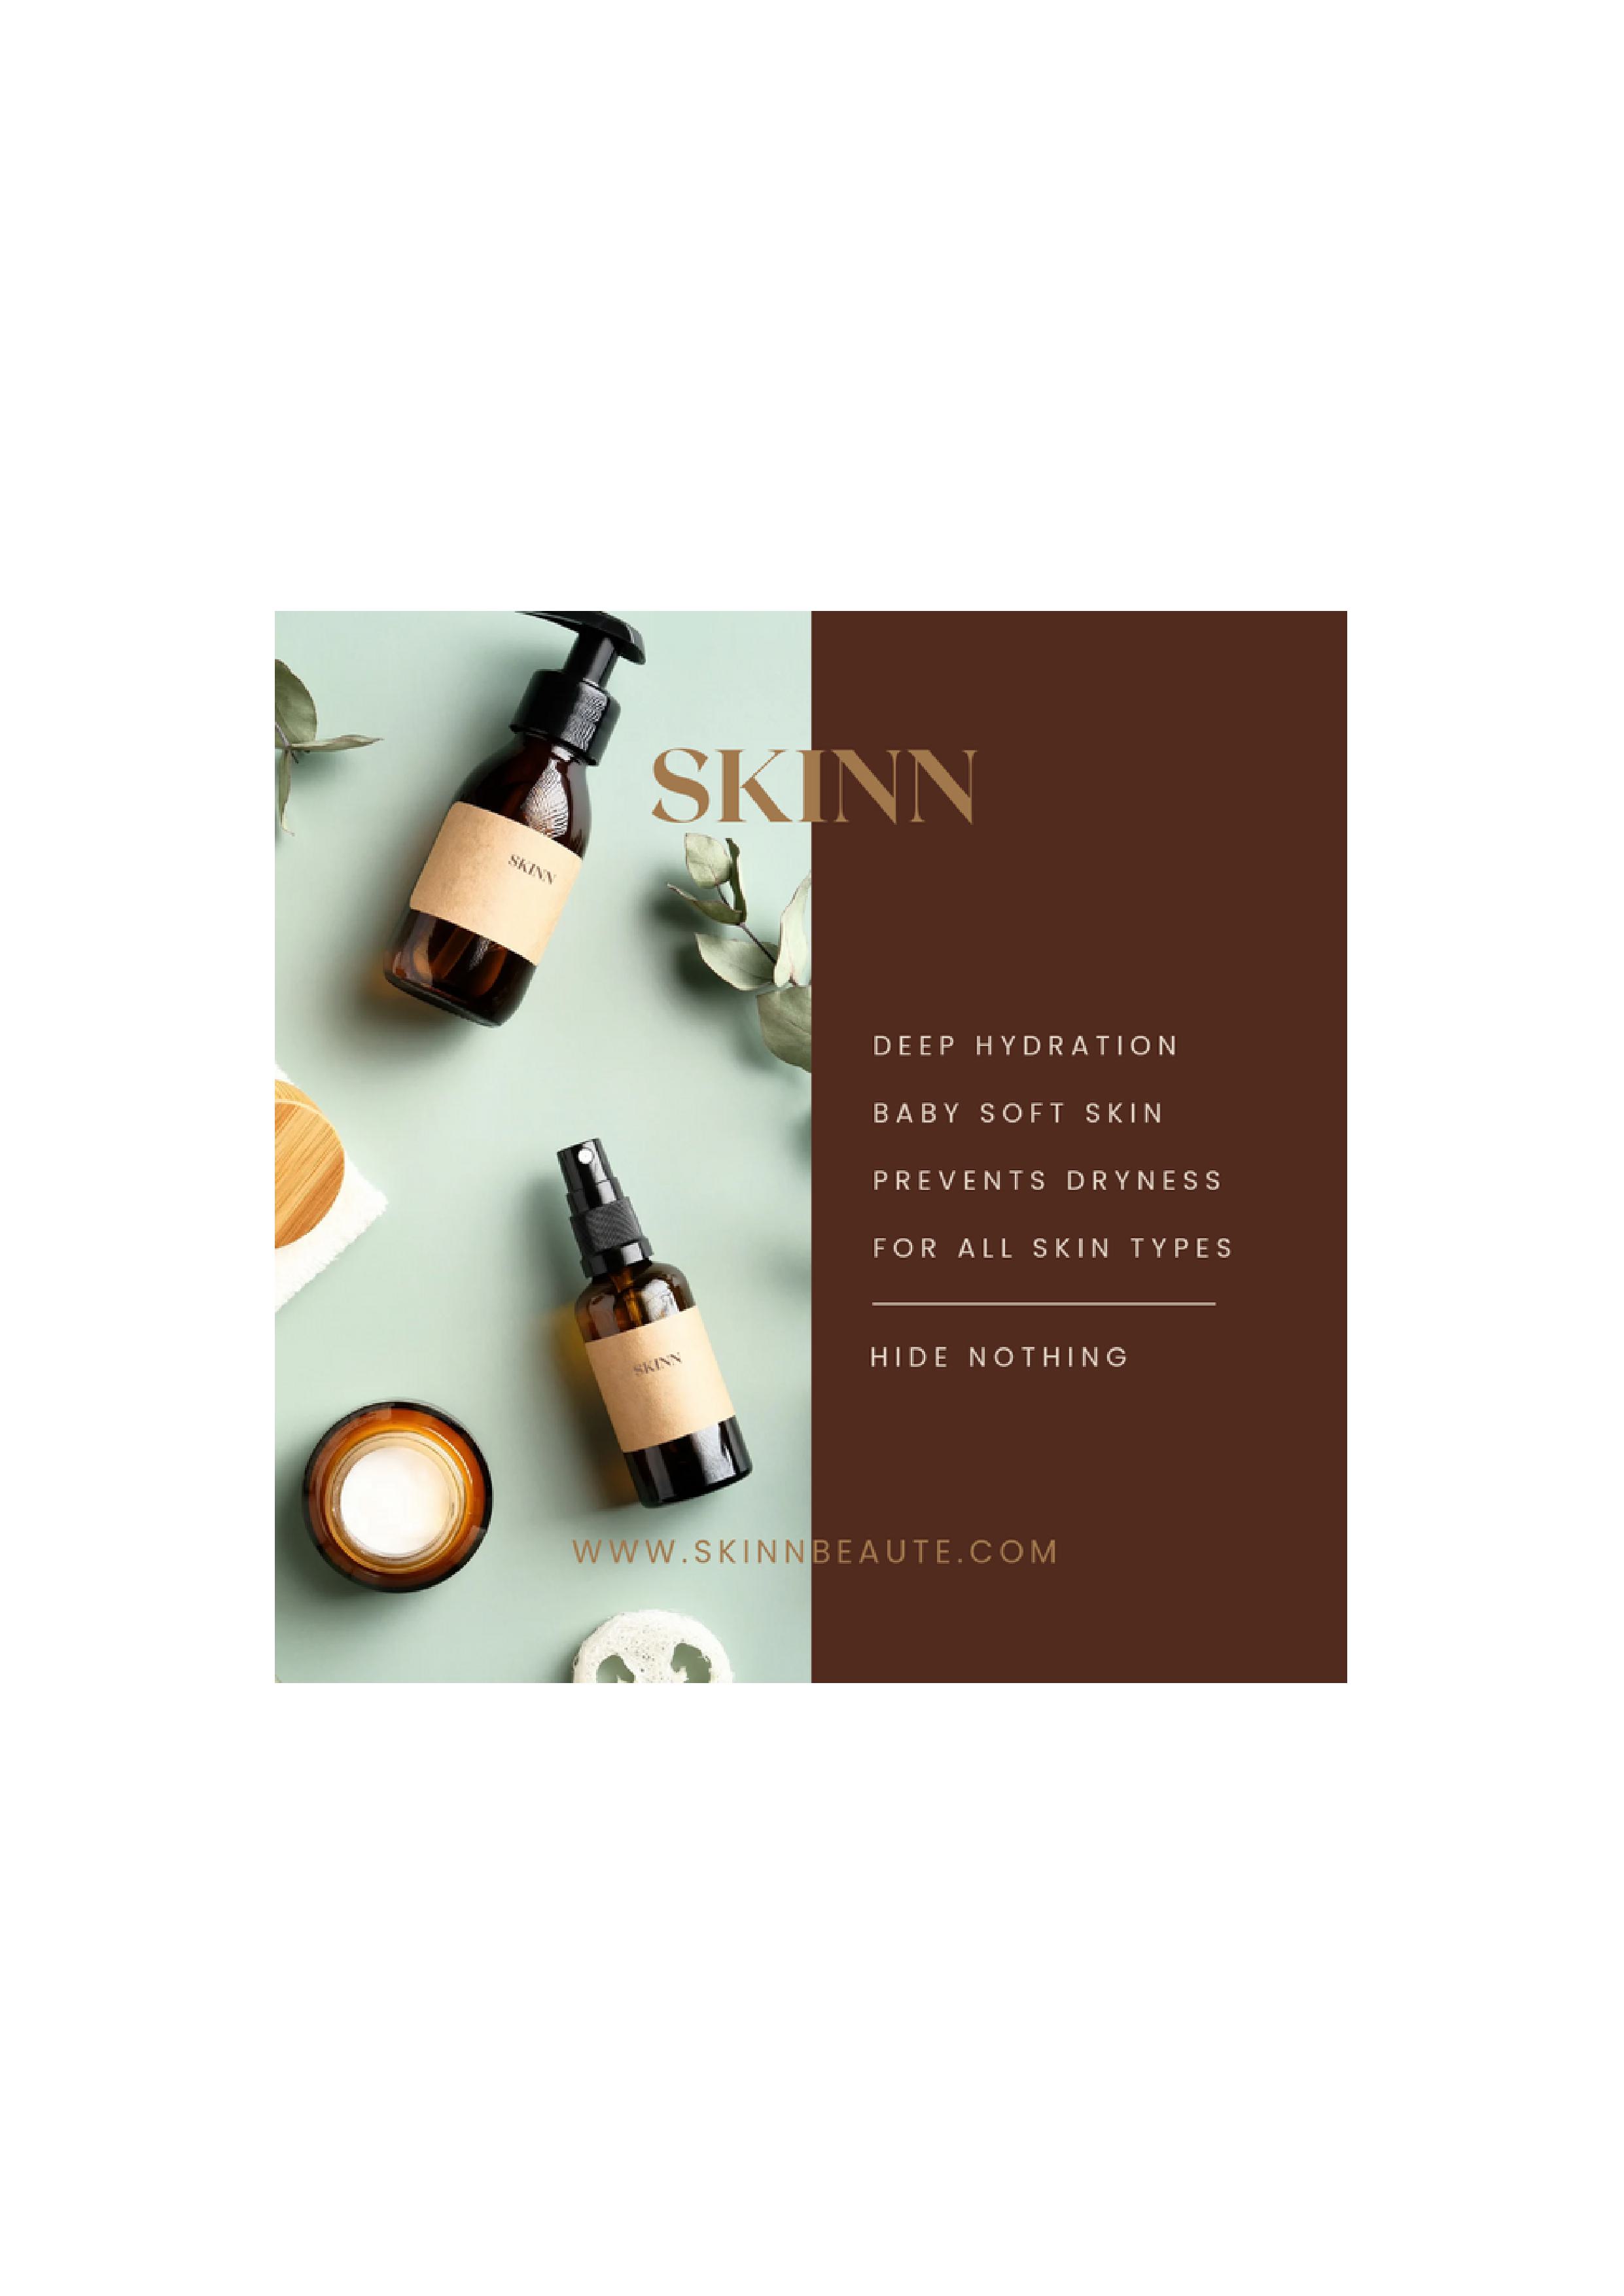 SKINN
SKINN
DEEP HYDRATION
BABY SOFT SKIN
PREVENTS DRYNESS
FOR ALL SKIN TYPES
HIDE NOTHING
SKINN
WWW.SKINNBEAUTE.COM